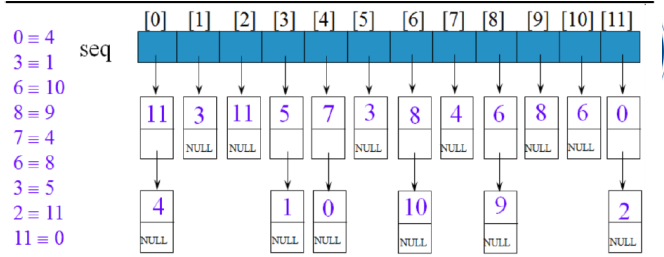 [0] [1] [2] [3] [4] [5] [6] [7] [8] [9] [10] [11]
0 ≡ 4
seq
3 ≡ 1
6 ≡ 10
8 ≡ 9
7 ≡ 4
6 ≡ 8
3 ≡ 5
2 ≡ 11
11 ≡ 0
11 3 11 5 7 3 8 4 6 8 6 0
NULL NULL NULL NULL NULL NULL
4 1 0 10 9 2
NULL NULL NULL NULL NULL NULL